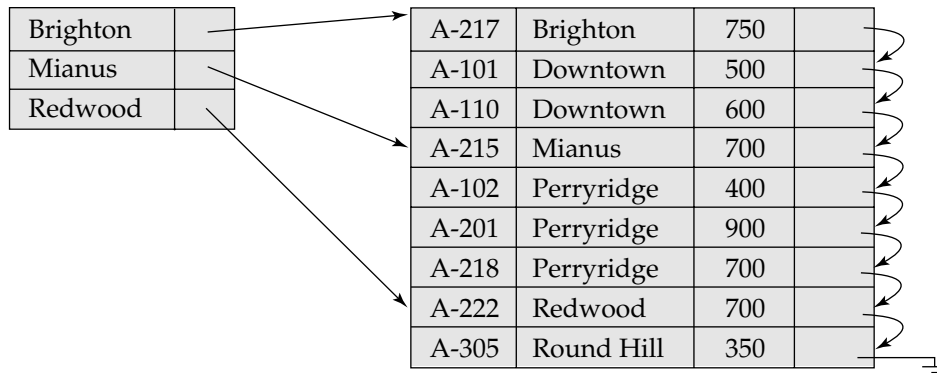 Brighton
Mianus
Redwood
A-217 Brighton 750
A-101 Downtown 500
A-110 Downtown 600
A-215 Mianus 700
A-102 Perryridge 400
A-201 Perryridge 900
A-218 Perryridge 700
A-222 Redwood 700
A-305 Round Hill 350